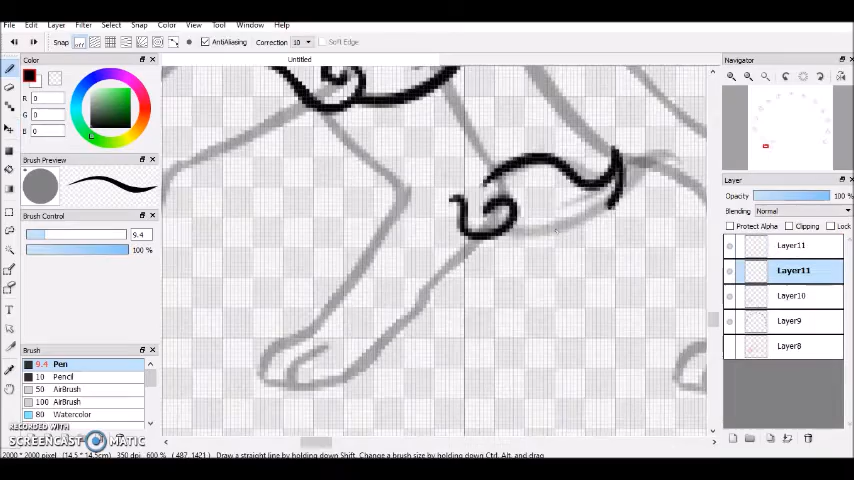 File Edit Layer Filter Select Snap Color View Tool Window Help
Snap off AntiAliasing Correction 10 Soft Edge
Color
Untitled
Navigator
R 0
G 0
B 0
Brush Preview
Brush Control
9.4
100 %
Layer
Opacity 100 %
Blending Normal
Protect Alpha Clipping Lock
Layer11
Layer11
Layer10
Layer9
Layer8
Brush
9.4 Pen
10 Pencil
50 AirBrush
100 AirBrush
80 Watercolor
RECORDED WITH
SCREENCAST MATIC
2000 * 2000 pixel (14.5 * 14.5cm) 350 dpi 600 % ( 487, 1421) Draw a straight line by holding down Shift, Change a brush size by holding down Ctrl, Alt, and drag